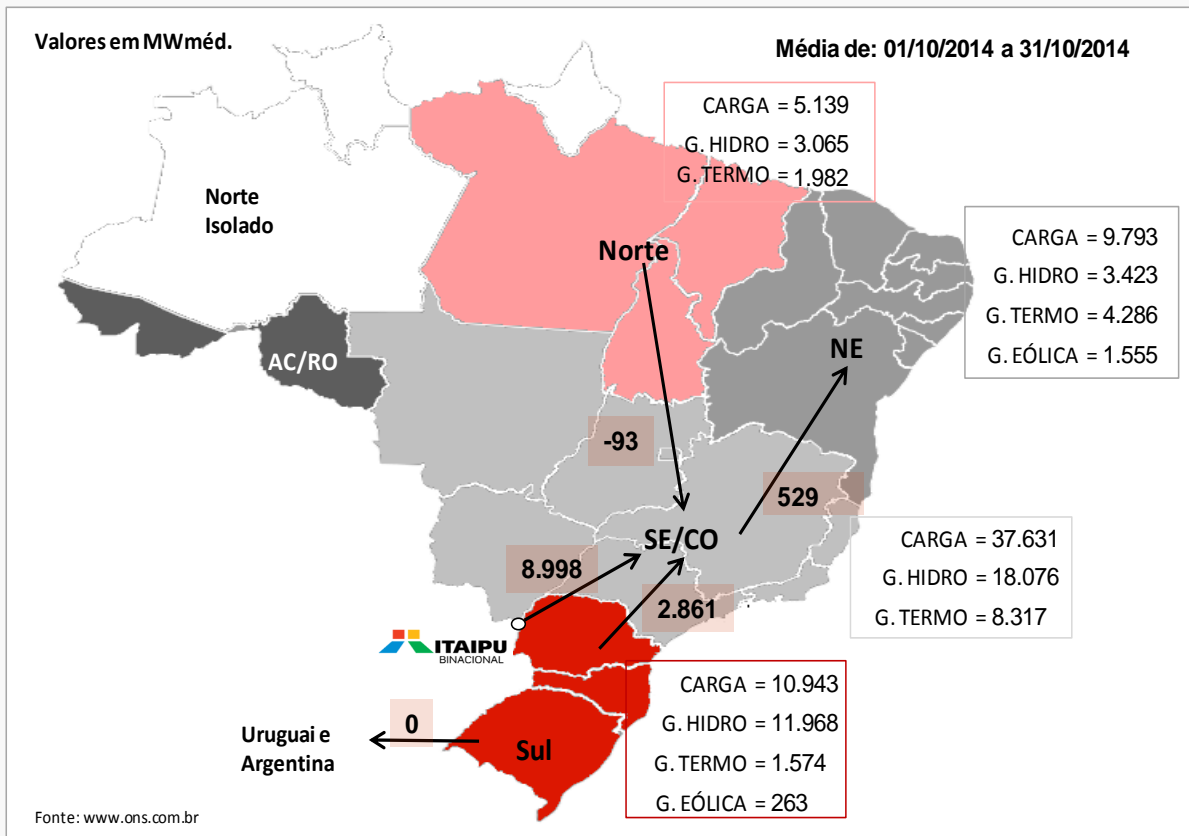 Valores em MWméd.
Média de: 01/10/2014 a 31/10/2014
CARGA = 5.139
G. HIDRO = 3.065
G. TERMO = 1.982
Norte
Isolado
Norte
CARGA = 9.793
G. HIDRO = 3.423
G. TERMO = 4.286
G. EÓLICA = 1.555
AC/RO
NE
-93
529
SE/CO
CARGA = 37.631
G. HIDRO = 18.076
G. TERMO = 8.317
8.998
2.861
ITAIPU
BINACIONAL
CARGA = 10.943
G. HIDRO = 11.968
G. TERMO = 1.574
G. EÓLICA = 263
0
Uruguai e
Argentina
Sul
Fonte: www.ons.com.br